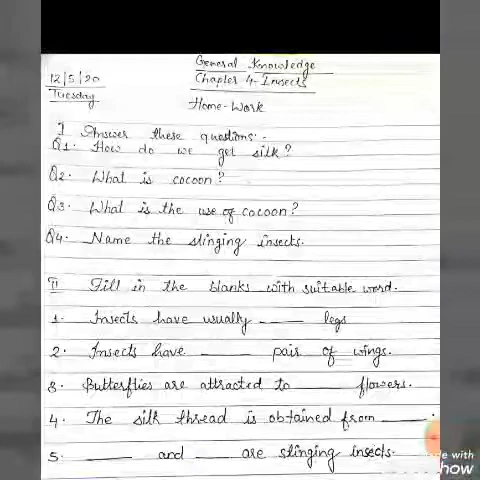 General Knowledge
12/5/20 Chapter 4-Insects
Tuesday
Home-Work
I Answer these questions:-
Q1. How do we get silk?
Q2. What is cocoon?
Q3. What is the use of cocoon?
Q4. Name the stinging insects.
II Fill in the blanks with suitable word.
1. Insects have usually ____ legs
2. Insects have ____ pair of wings.
3. Butterflies are attracted to ____ flowers.
4. The silk thread is obtained from ____.
5. ____ and ____ are stinging insects.
de with
how